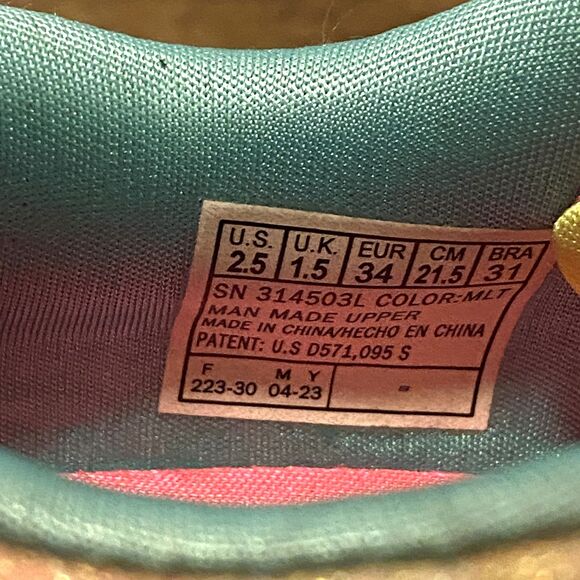 U.S. U.K. EUR CM BRA
2.5 1.5 34 21.5 31
SN 314503L COLOR:MLT
MAN MADE UPPER
MADE IN CHINA/HECHO EN CHINA
PATENT: U.S D571,095 S
F M Y
223-30 04-23